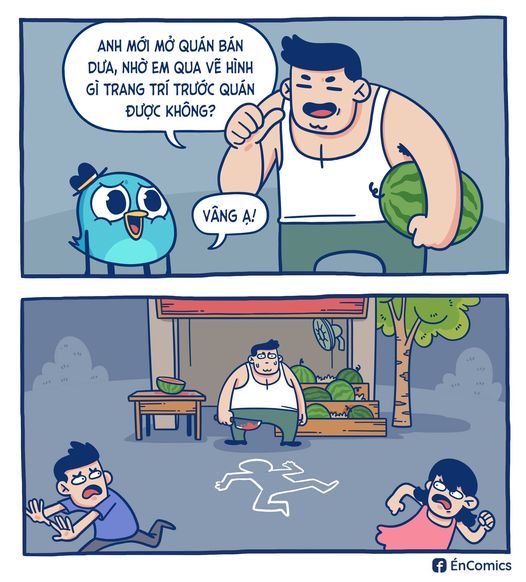 ANH MỚI MỞ QUÁN BÁN
DƯA, NHỜ EM QUA VẼ HÌNH
GÌ TRANG TRÍ TRƯỚC QUÁN
ĐƯỢC KHÔNG?
VÂNG Ạ!
ÉnComics